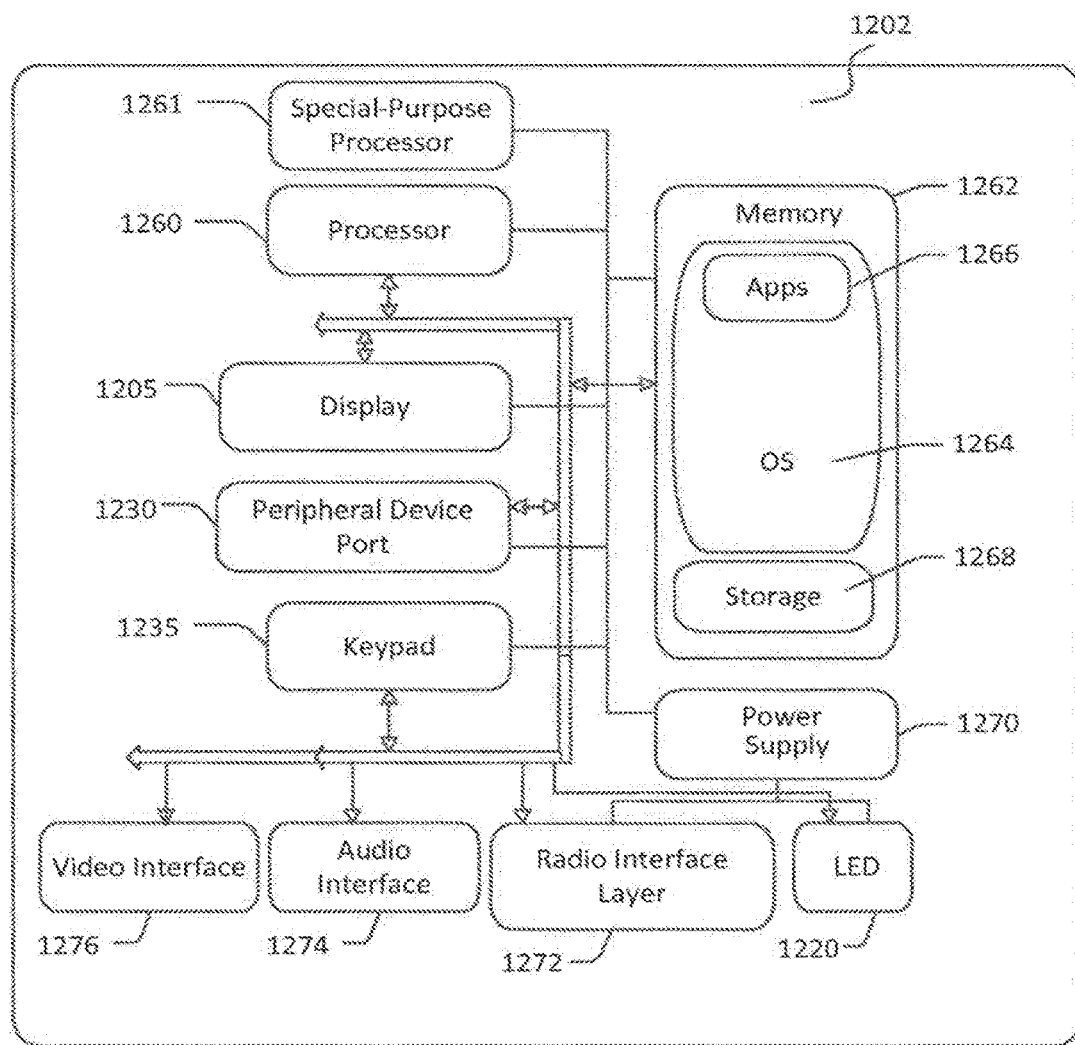 1202
1261
Special-Purpose
Processor
1262
Memory
1260
Processor
1266
Apps
1205
Display
1264
OS
1230
Peripheral Device
Port
1268
Storage
1235
Keypad
Power
Supply
1270
Video Interface
Audio
Interface
Radio Interface
Layer
LED
1276
1274
1272
1220